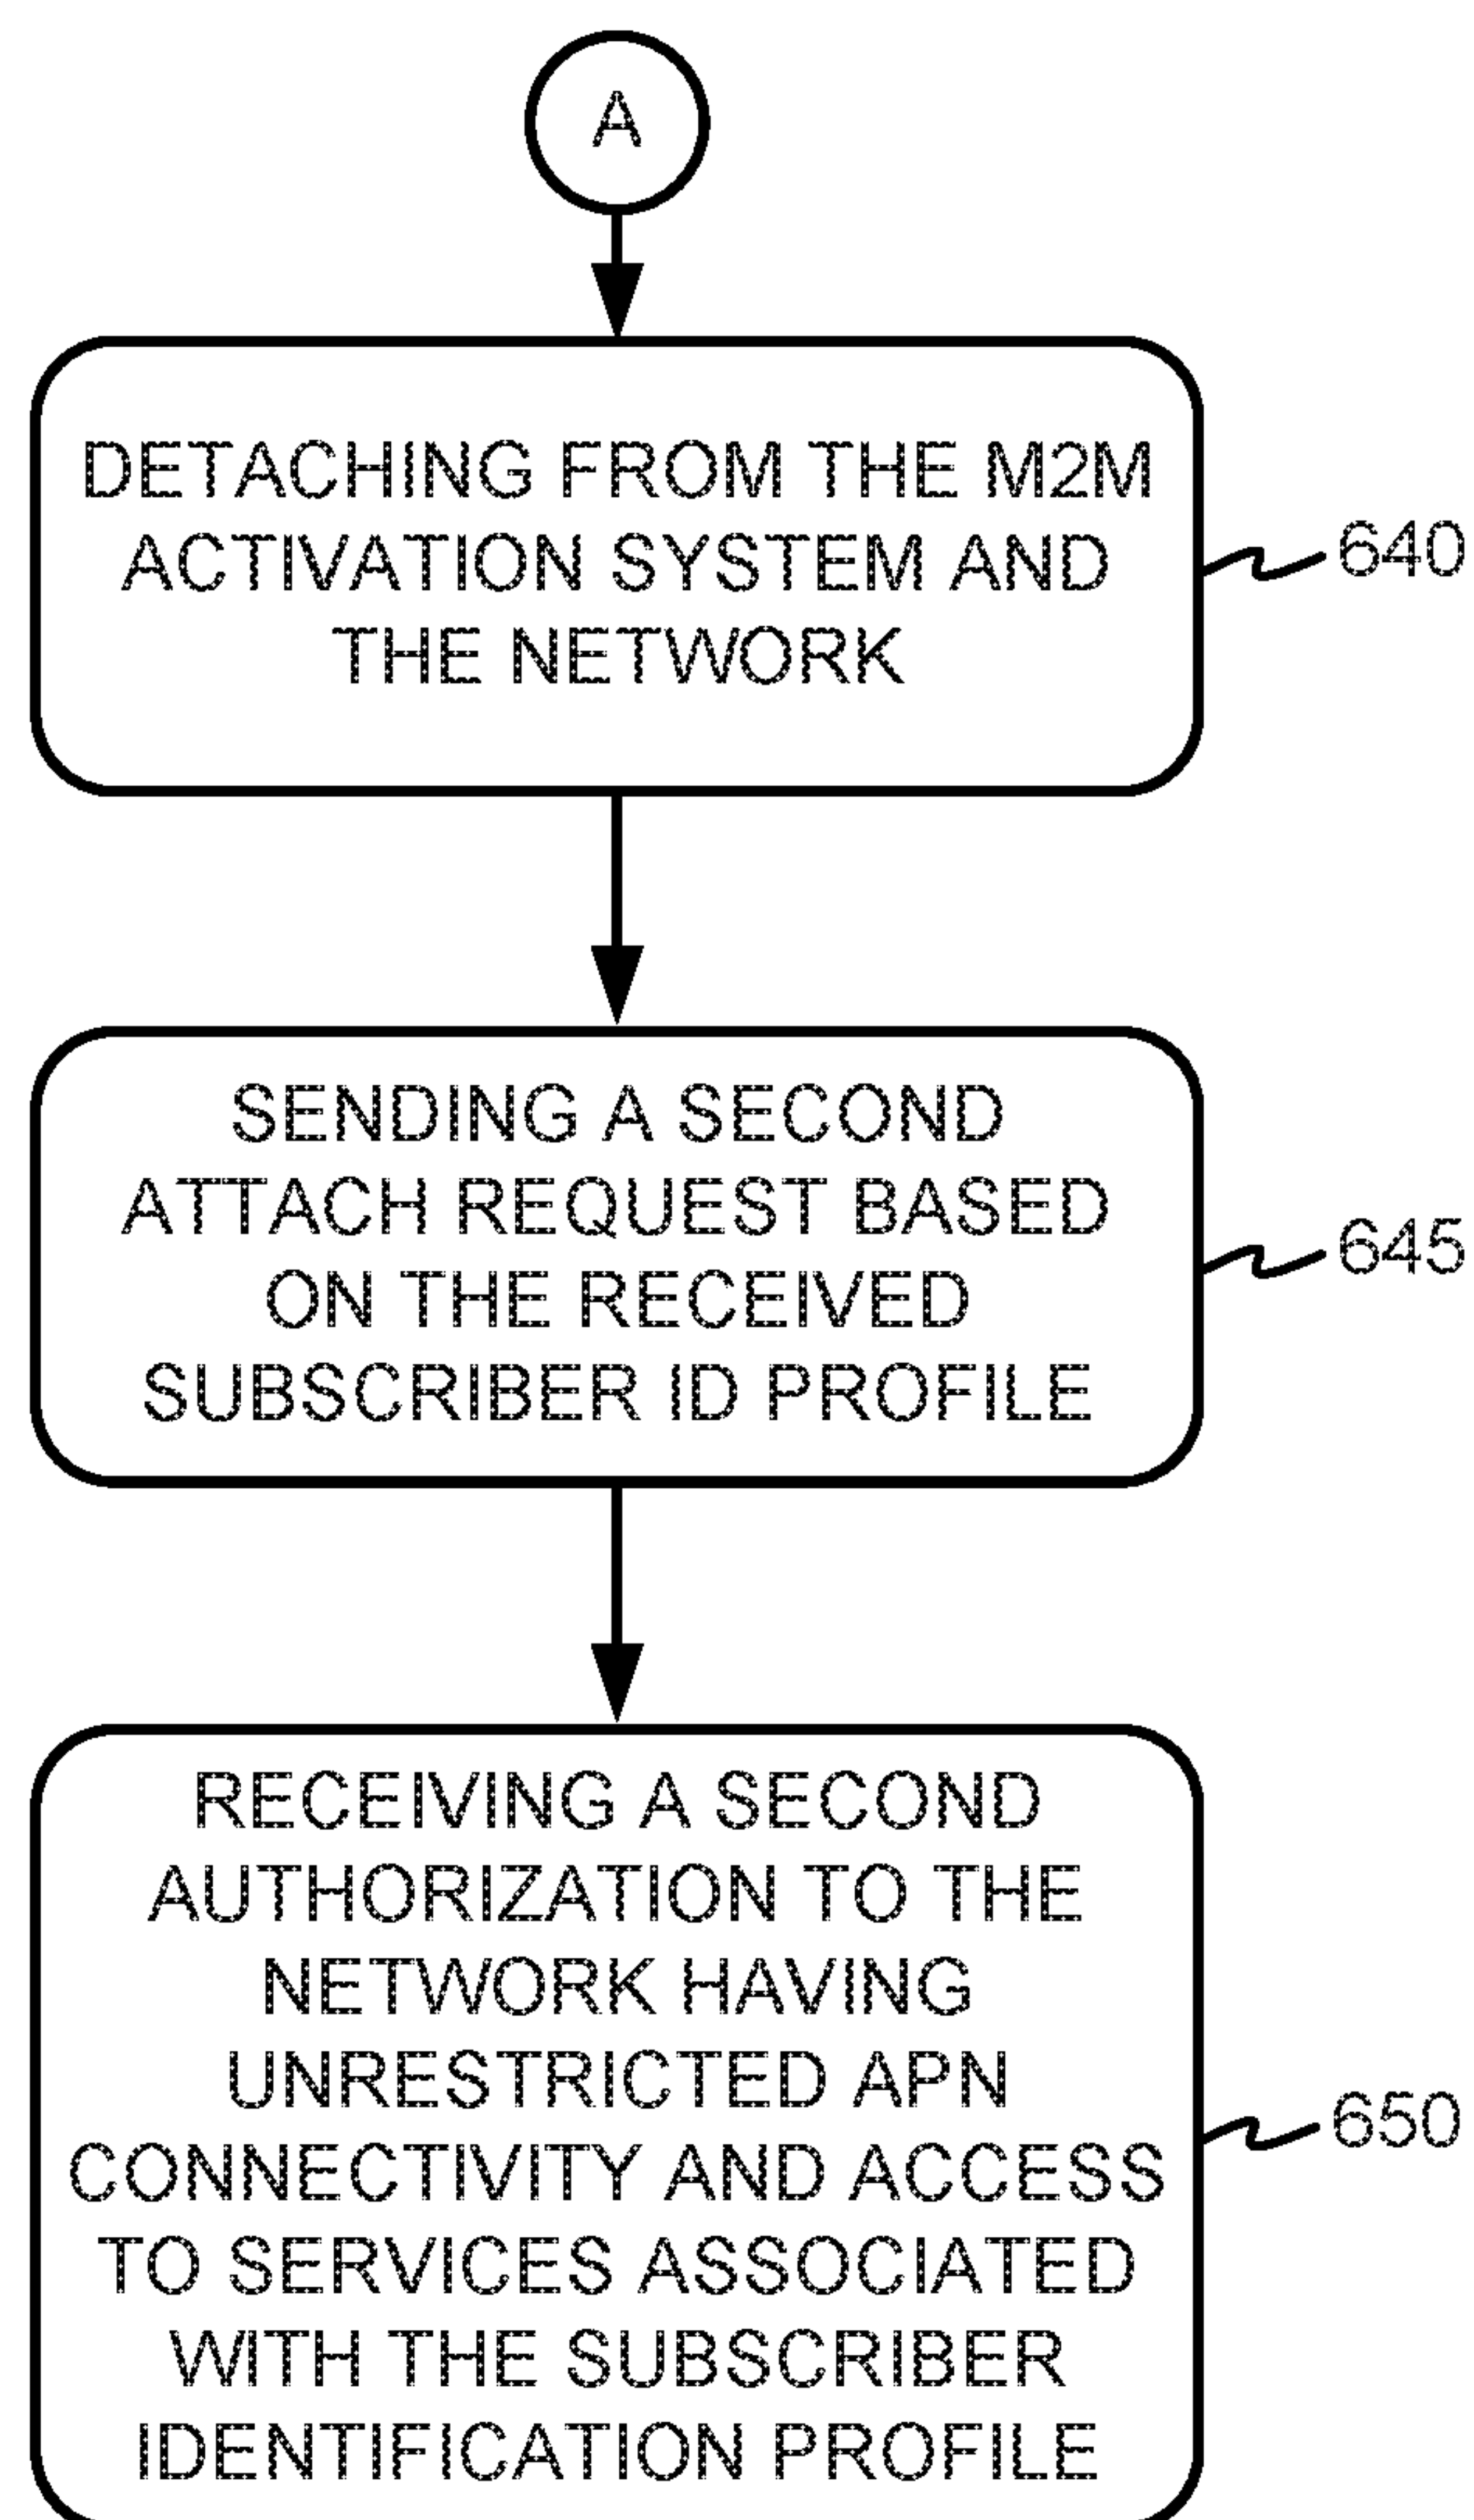 A
DETACHING FROM THE M2M
ACTIVATION SYSTEM AND
THE NETWORK
640
SENDING A SECOND
ATTACH REQUEST BASED
ON THE RECEIVED
SUBSCRIBER ID PROFILE
645
RECEIVING A SECOND
AUTHORIZATION TO THE
NETWORK HAVING
UNRESTRICTED APN
CONNECTIVITY AND ACCESS
TO SERVICES ASSOCIATED
WITH THE SUBSCRIBER
IDENTIFICATION PROFILE
650